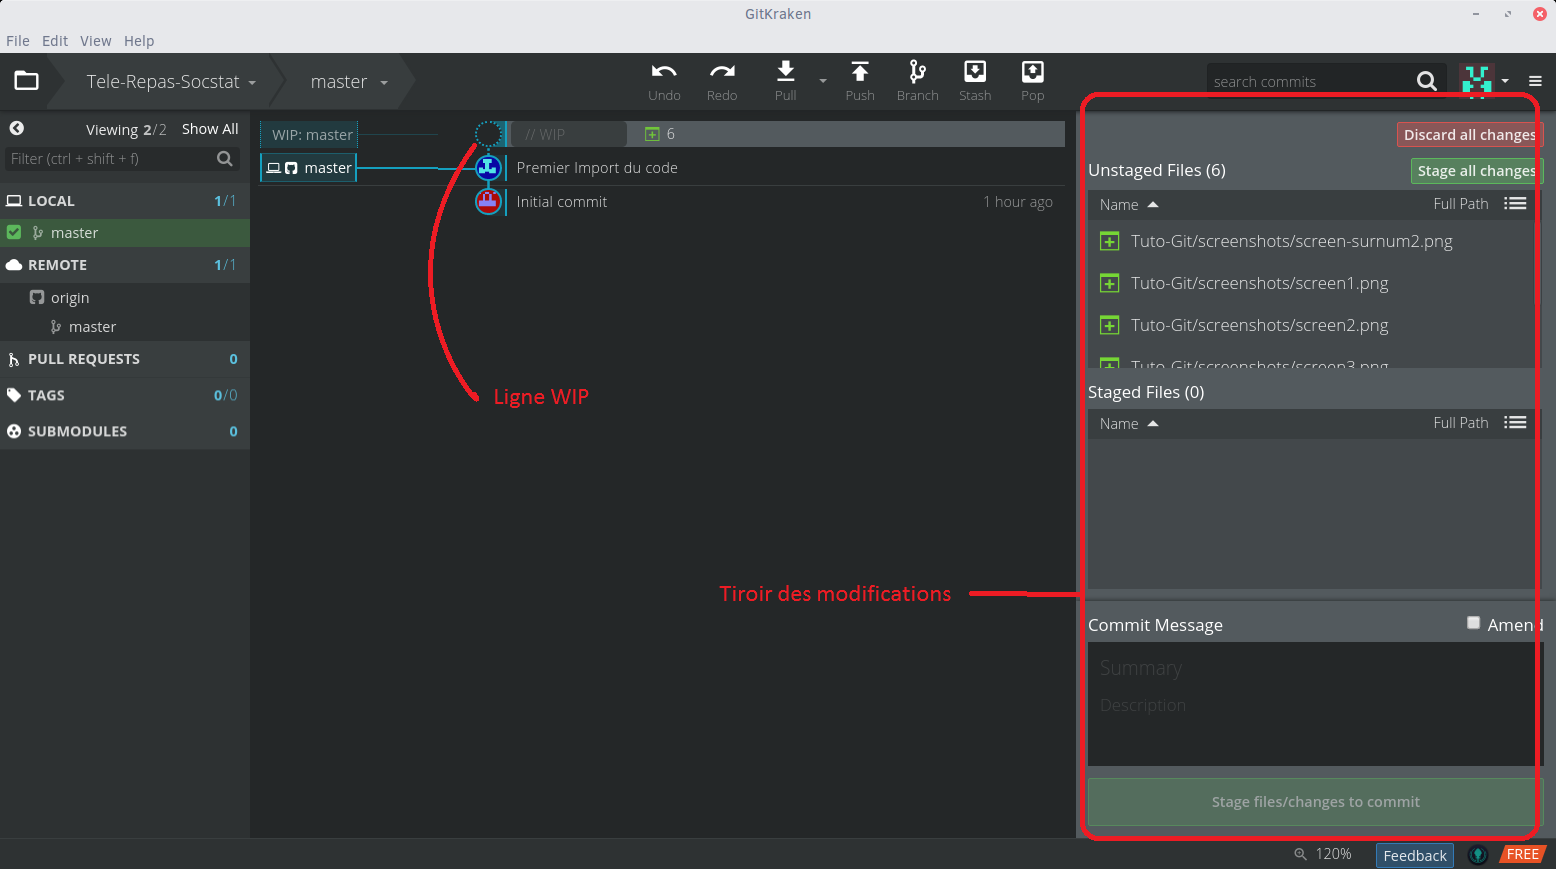 GitKraken
File Edit View Help
Tele-Repas-Socstat
master
Undo
Redo
Pull
Push
Branch
Stash
Pop
search commits
Viewing 2/2 Show All
Filter (ctrl + shift + f)
LOCAL 1/1
master
REMOTE 1/1
origin
master
PULL REQUESTS 0
TAGS 0/0
SUBMODULES 0
WIP: master
// WIP
6
master
Premier Import du code
Initial commit
1 hour ago
Ligne WIP
Tiroir des modifications
Discard all changes
Unstaged Files (6)
Stage all changes
Name
Full Path
Tuto-Git/screenshots/screen-surnum2.png
Tuto-Git/screenshots/screen1.png
Tuto-Git/screenshots/screen2.png
Tuto-Git/screenshots/screen3.png
Staged Files (0)
Name
Full Path
Commit Message
Amend
Summary
Description
Stage files/changes to commit
120%
Feedback
FREE